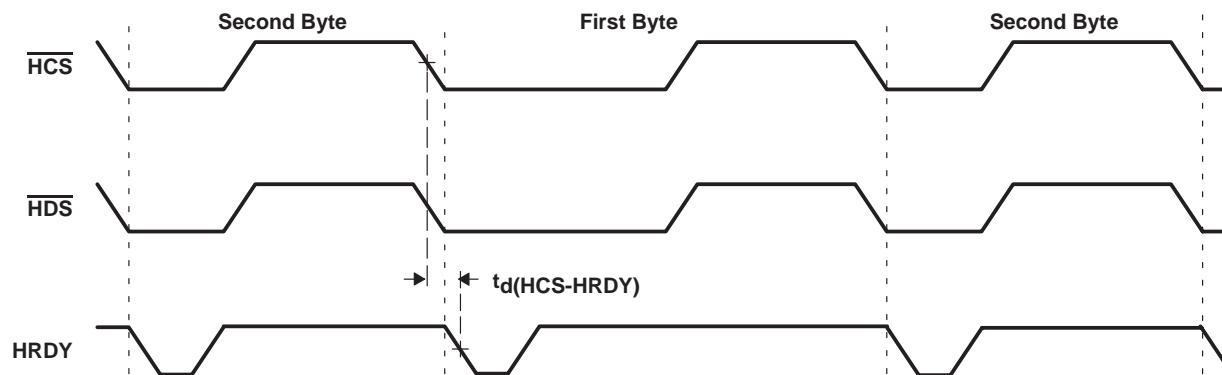 Second Byte First Byte Second Byte
HCS
HDS
td(HCS-HRDY)
HRDY